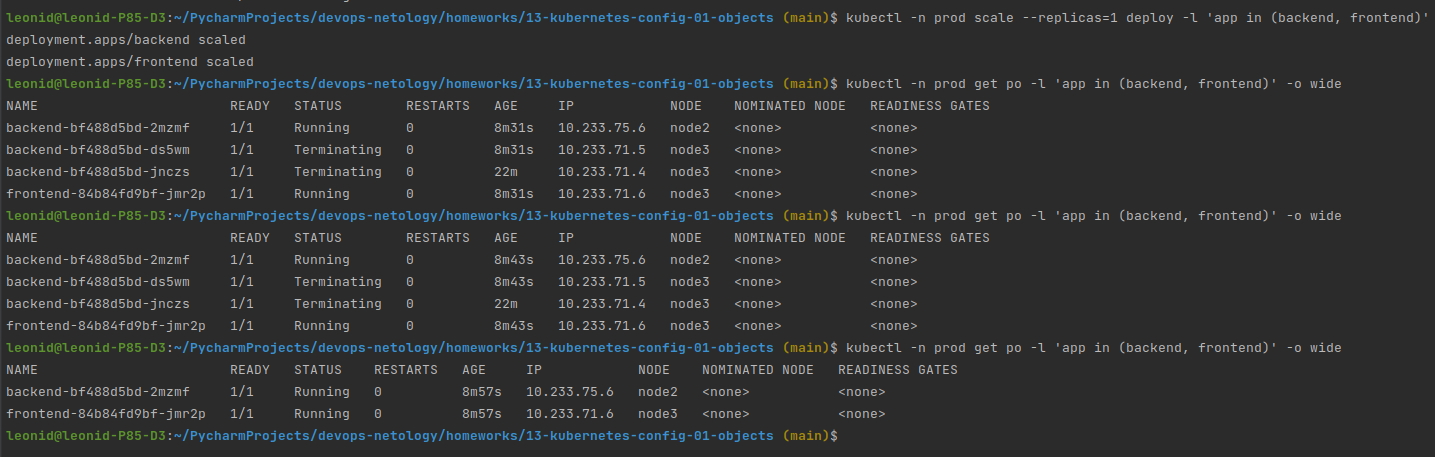 leonid@leonid-P85-D3:~/PycharmProjects/devops-netology/homeworks/13-kubernetes-config-01-objects (main)$ kubectl -n prod scale --replicas=1 deploy -l 'app in (backend, frontend)'
deployment.apps/backend scaled
deployment.apps/frontend scaled
leonid@leonid-P85-D3:~/PycharmProjects/devops-netology/homeworks/13-kubernetes-config-01-objects (main)$ kubectl -n prod get po -l 'app in (backend, frontend)' -o wide
NAME                        READY   STATUS        RESTARTS   AGE     IP            NODE    NOMINATED NODE   READINESS GATES
backend-bf488d5bd-2mzmf     1/1     Running       0          8m31s   10.233.75.6   node2   <none>           <none>
backend-bf488d5bd-ds5wm     1/1     Terminating   0          8m31s   10.233.71.5   node3   <none>           <none>
backend-bf488d5bd-jnczs     1/1     Terminating   0          22m     10.233.71.4   node3   <none>           <none>
frontend-84b84fd9bf-jmr2p   1/1     Running       0          8m31s   10.233.71.6   node3   <none>           <none>
leonid@leonid-P85-D3:~/PycharmProjects/devops-netology/homeworks/13-kubernetes-config-01-objects (main)$ kubectl -n prod get po -l 'app in (backend, frontend)' -o wide
NAME                        READY   STATUS        RESTARTS   AGE     IP            NODE    NOMINATED NODE   READINESS GATES
backend-bf488d5bd-2mzmf     1/1     Running       0          8m43s   10.233.75.6   node2   <none>           <none>
backend-bf488d5bd-ds5wm     1/1     Terminating   0          8m43s   10.233.71.5   node3   <none>           <none>
backend-bf488d5bd-jnczs     1/1     Terminating   0          22m     10.233.71.4   node3   <none>           <none>
frontend-84b84fd9bf-jmr2p   1/1     Running       0          8m43s   10.233.71.6   node3   <none>           <none>
leonid@leonid-P85-D3:~/PycharmProjects/devops-netology/homeworks/13-kubernetes-config-01-objects (main)$ kubectl -n prod get po -l 'app in (backend, frontend)' -o wide
NAME                        READY   STATUS    RESTARTS   AGE     IP            NODE    NOMINATED NODE   READINESS GATES
backend-bf488d5bd-2mzmf     1/1     Running   0          8m57s   10.233.75.6   node2   <none>           <none>
frontend-84b84fd9bf-jmr2p   1/1     Running   0          8m57s   10.233.71.6   node3   <none>           <none>
leonid@leonid-P85-D3:~/PycharmProjects/devops-netology/homeworks/13-kubernetes-config-01-objects (main)$